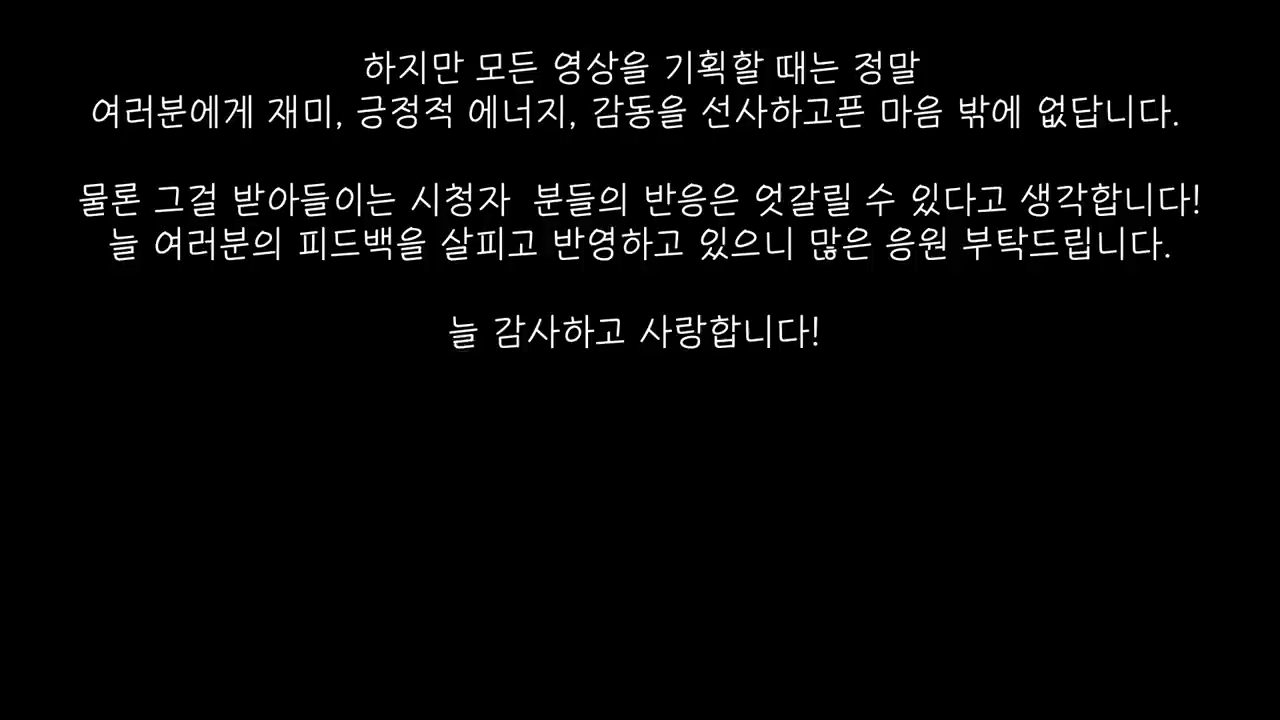 하지만 모든 영상을 기획할 때는 정말
여러분에게 재미, 긍정적 에너지, 감동을 선사하고픈 마음 밖에 없답니다.
물론 그걸 받아들이는 시청자  분들의 반응은 엇갈릴 수 있다고 생각합니다!
늘 여러분의 피드백을 살피고 반영하고 있으니 많은 응원 부탁드립니다.
늘 감사하고 사랑합니다!